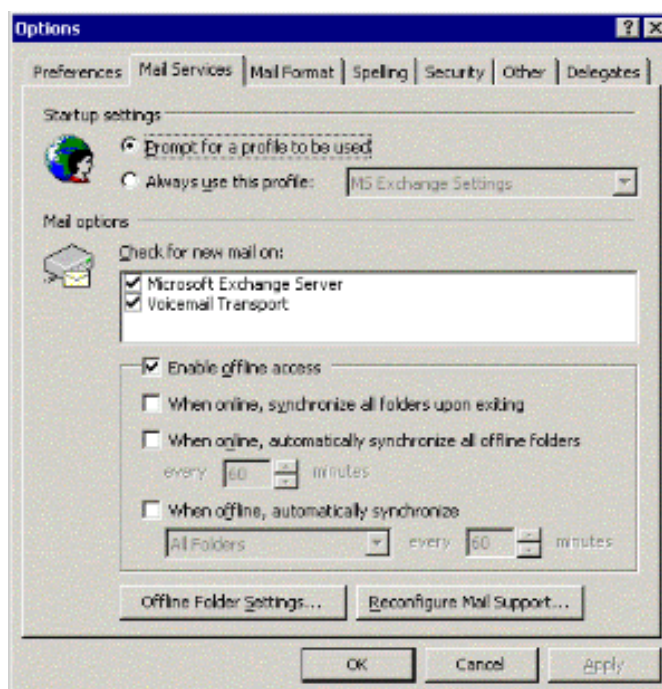 Options
Preferences Mail Services Mail Format Spelling Security Other Delegates
Startup settings
Prompt for a profile to be used
Always use this profile: MS Exchange Settings
Mail options
Check for new mail on:
Microsoft Exchange Server
Voicemail Transport
Enable offline access
When online, synchronize all folders upon exiting
When online, automatically synchronize all offline folders
every 60 minutes
When offline, automatically synchronize
All Folders every 60 minutes
Offline Folder Settings... Reconfigure Mail Support...
OK Cancel Apply